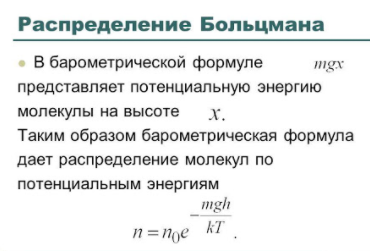 Распределение Больцмана
В барометрической формуле mgx
представляет потенциальную энергию
молекулы на высоте x.
Таким образом барометрическая формула
дает распределение молекул по
потенциальным энергиям
n = n₀e^{-\frac{mgh}{kT}}.